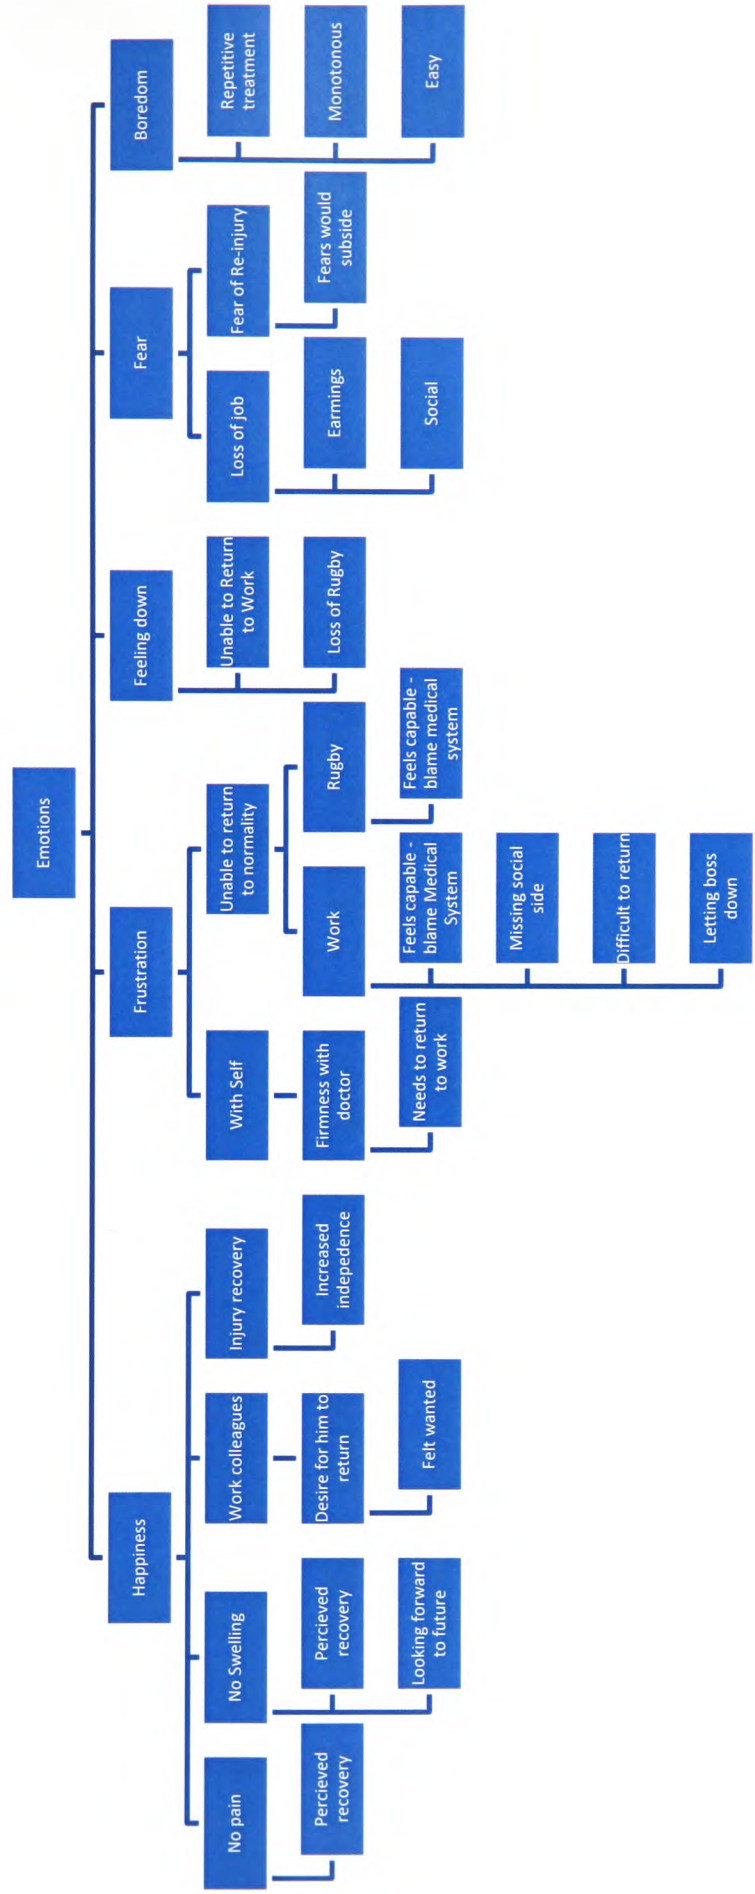 Emotions
Happiness
Frustration
Feeling down
Fear
Boredom
No pain
No Swelling
Work colleagues
Injury recovery
With Self
Unable to return
to normality
Unable to Return
to Work
Loss of job
Fear of Re-injury
Repetitive
treatment
Percieved
recovery
Percieved
recovery
Desire for him to
return
Increased
indepedence
Firmness with
doctor
Work
Rugby
Loss of Rugby
Earmings
Fears would
subside
Monotonous
Looking forward
to future
Felt wanted
Needs to return
to work
Feels capable -
blame Medical
System
Feels capable -
blame medical
system
Social
Easy
Missing social
side
Difficult to return
Letting boss
down